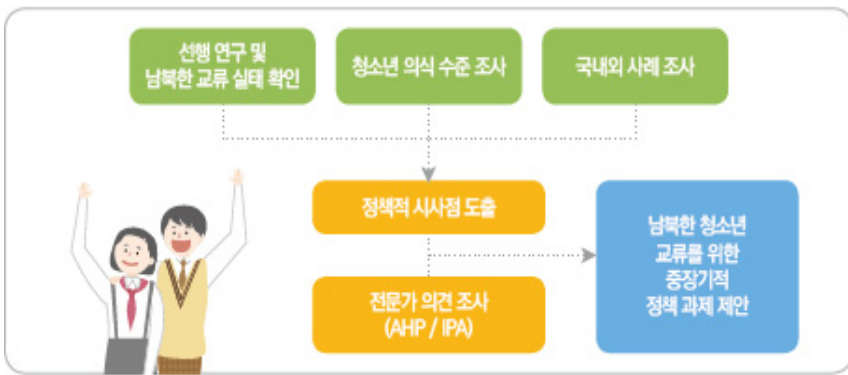 선행 연구 및
남북한 교류 실태 확인
청소년 의식 수준 조사
국내외 사례 조사
정책적 시사점 도출
전문가 의견 조사
(AHP / IPA)
남북한 청소년
교류를 위한
중장기적
정책 과제 제안